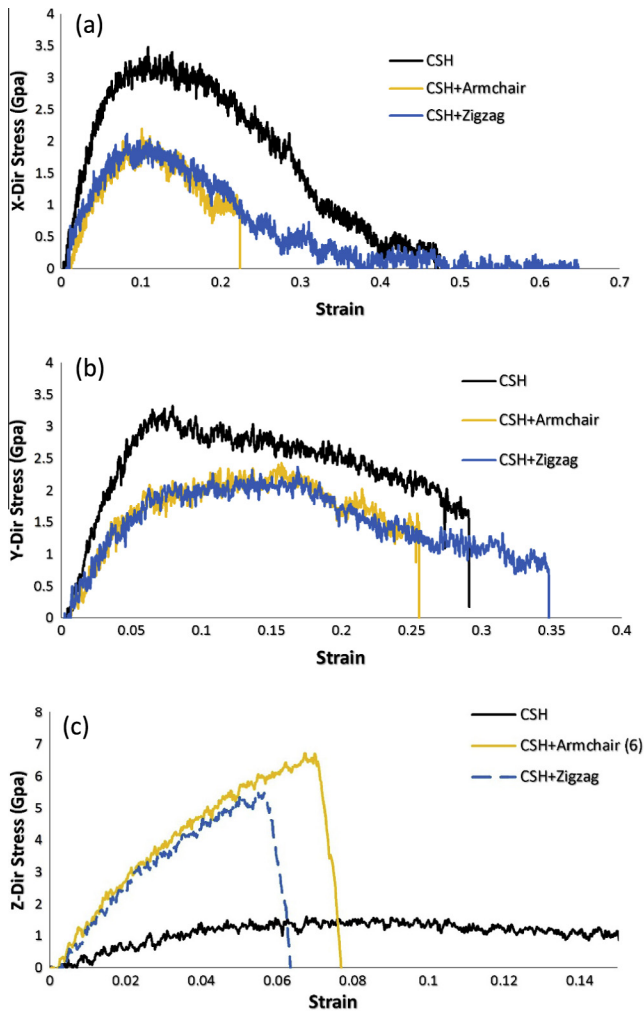 (a)
CSH
CSH+Armchair
CSH+Zigzag
X-Dir Stress (Gpa)
4
3.5
3
2.5
2
1.5
1
0.5
0
0.1
0.2
0.3
0.4
0.5
0.6
0.7
Strain
(b)
CSH
CSH+Armchair
CSH+Zigzag
Y-Dir Stress (Gpa)
4
3.5
3
2.5
2
1.5
1
0.5
0
0
0.05
0.1
0.15
0.2
0.25
0.3
0.35
0.4
Strain
(c)
CSH
CSH+Armchair (6)
CSH+Zigzag
Z-Dir Stress (Gpa)
8
7
6
5
4
3
2
1
0
0
0.02
0.04
0.06
0.08
0.1
0.12
0.14
Strain